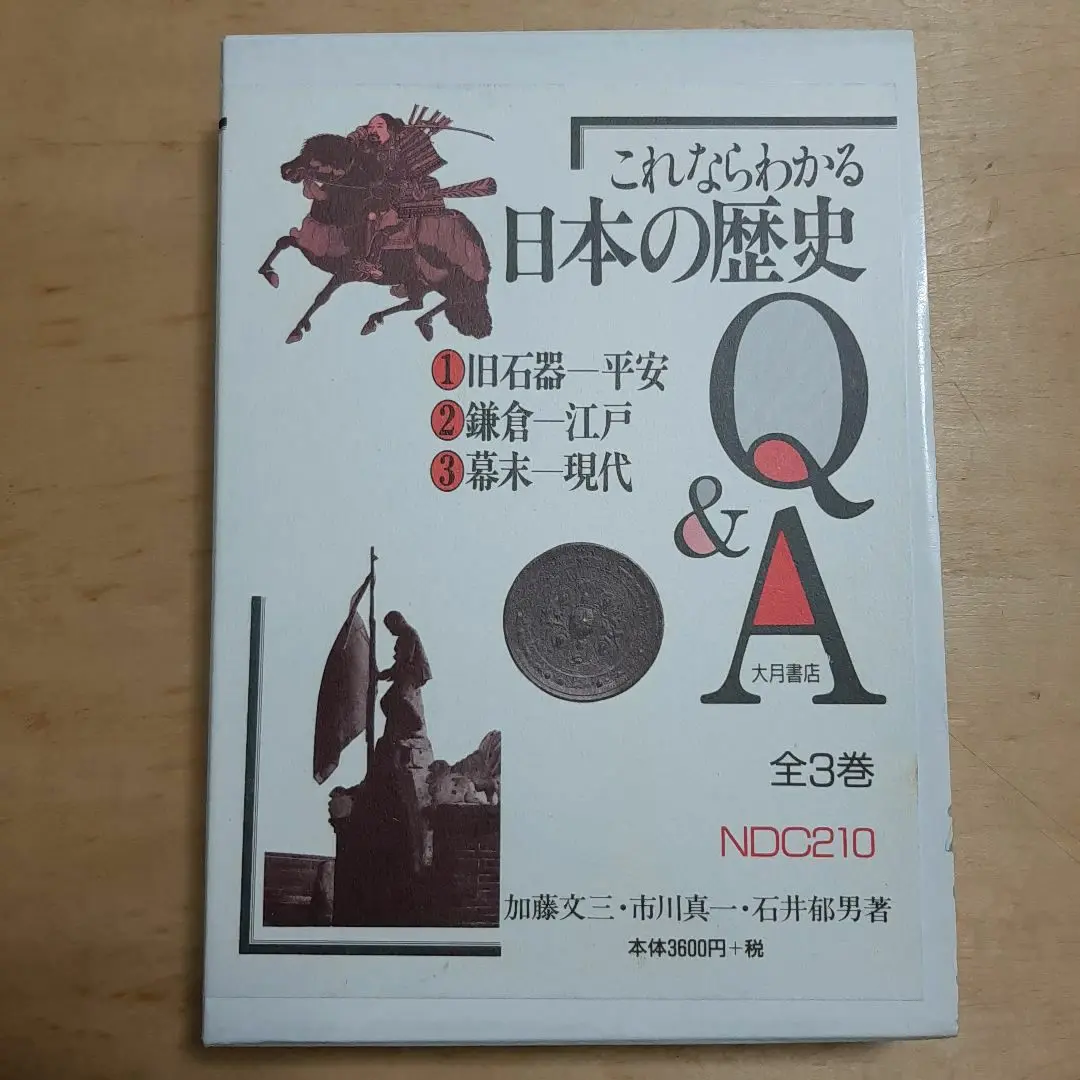 これならわかる
日本の歴史
Q
&
A
1旧石器―平安
2鎌倉―江戸
3幕末―現代
大月書店
全3巻
NDC210
加藤文三・市川真一・石井郁男著
本体3600円+税